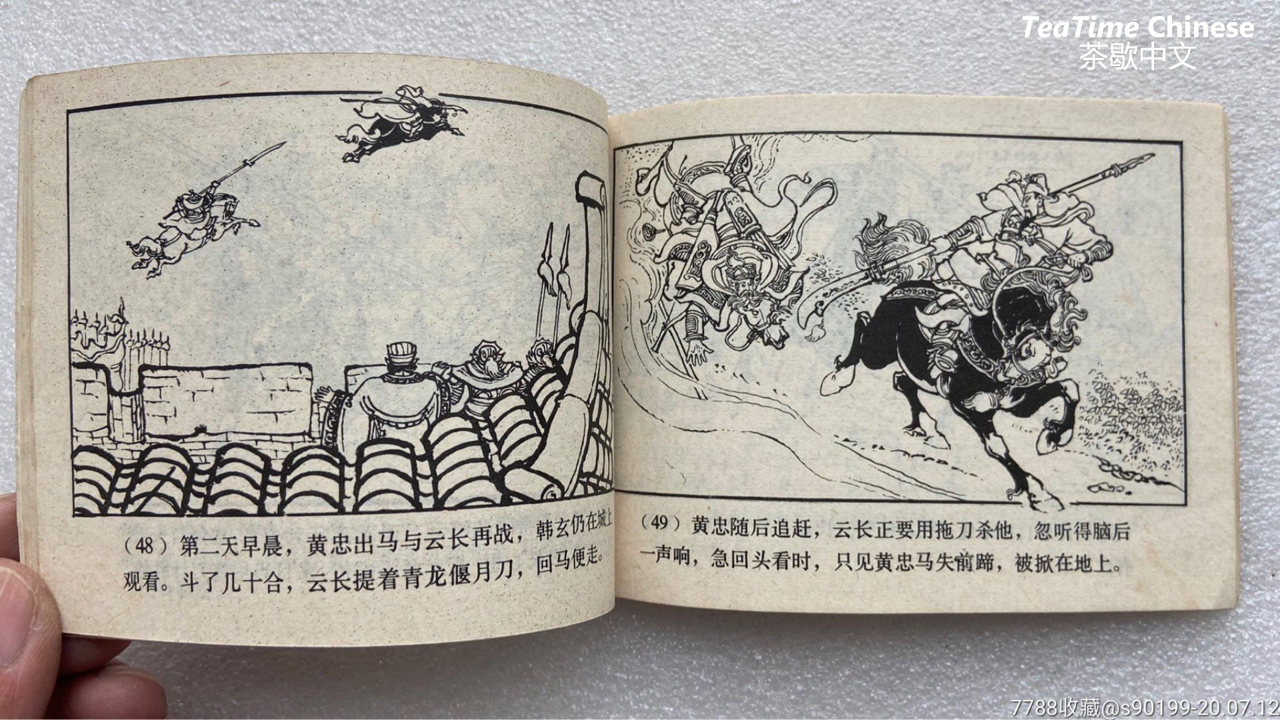 TeaTime Chinese
茶歇中文
（48）第二天早晨，黄忠出马与云长再战，韩玄仍在城上
观看。斗了几十合，云长提着青龙偃月刀，回马便走。
（49）黄忠随后追赶，云长正要用拖刀杀他，忽听得脑后
一声响，急回头看时，只见黄忠马失前蹄，被掀在地上。
7788收藏@s90199-20.07.12